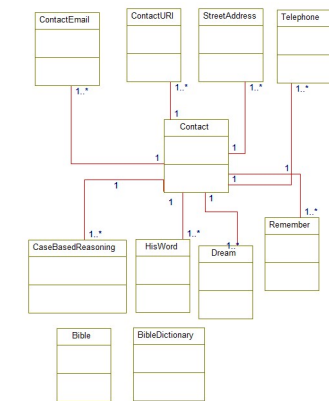 ContactEmail
ContactURI
StreetAddress
Telephone
1..*
1..*
1..*
1..*
1
Contact
1
1
1
1
1
1
1
1..*
1..*
1..*
1..*
CaseBasedReasoning
HisWord
Dream
Remember
Bible
BibleDictionary